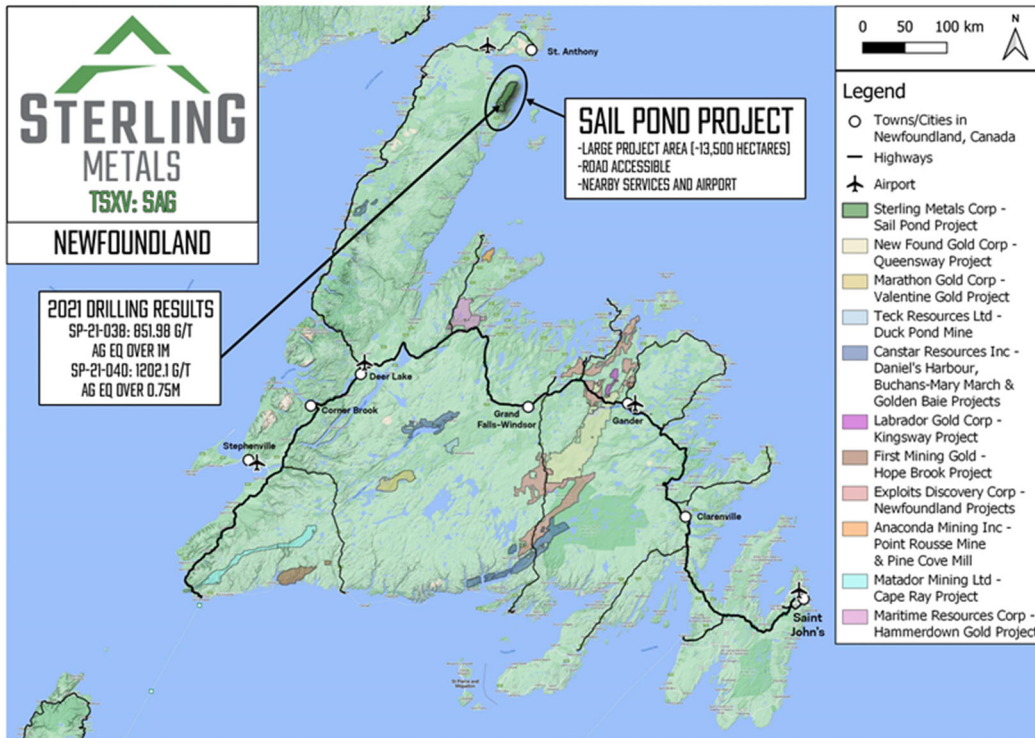 STERLING
METALS
TSXV: SAG
NEWFOUNDLAND
St. Anthony
SAIL POND PROJECT
-LARGE PROJECT AREA (~13,500 HECTARES)
-ROAD ACCESSIBLE
-NEARBY SERVICES AND AIRPORT
2021 DRILLING RESULTS
SP-21-038: 851.98 G/T
AG EQ OVER 1M
SP-21-040: 1202.1 G/T
AG EQ OVER 0.75M
Deer Lake
Corner Brook
Stephenville
Grand
Falls-Windsor
Gander
Clarenville
Saint
John's
St Pierre and
Miquelon
0 50 100 km
N
Legend
Towns/Cities in
Newfoundland, Canada
Highways
Airport
Sterling Metals Corp -
Sail Pond Project
New Found Gold Corp -
Queensway Project
Marathon Gold Corp -
Valentine Gold Project
Teck Resources Ltd -
Duck Pond Mine
Canstar Resources Inc -
Daniel's Harbour,
Buchans-Mary March &
Golden Baie Projects
Labrador Gold Corp -
Kingsway Project
First Mining Gold -
Hope Brook Project
Exploits Discovery Corp -
Newfoundland Projects
Anaconda Mining Inc -
Point Rousse Mine
& Pine Cove Mill
Matador Mining Ltd -
Cape Ray Project
Maritime Resources Corp -
Hammerdown Gold Project